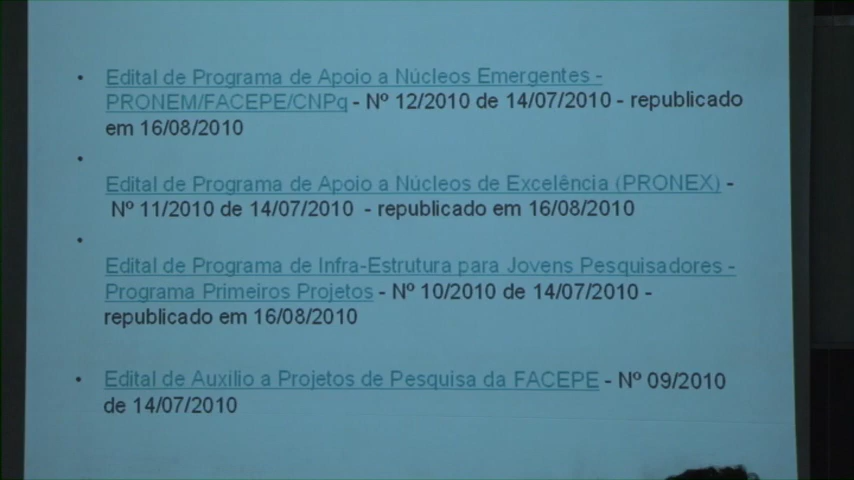 • Edital de Programa de Apoio a Núcleos Emergentes -
PRONEM/FACEPE/CNPq - Nº 12/2010 de 14/07/2010 - republicado
em 16/08/2010
•
Edital de Programa de Apoio a Núcleos de Excelência (PRONEX) -
Nº 11/2010 de 14/07/2010 - republicado em 16/08/2010
•
Edital de Programa de Infra-Estrutura para Jovens Pesquisadores -
Programa Primeiros Projetos - Nº 10/2010 de 14/07/2010 -
republicado em 16/08/2010
• Edital de Auxílio a Projetos de Pesquisa da FACEPE - Nº 09/2010
de 14/07/2010